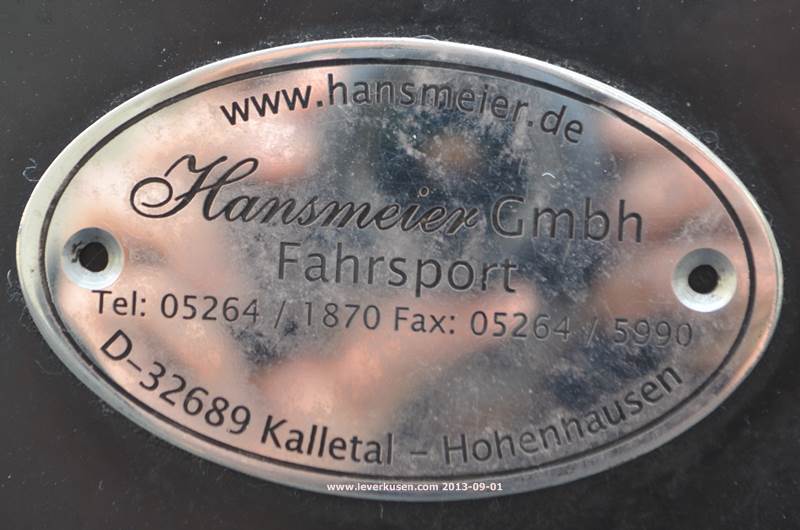 www.hansmeier.de
Hansmeier Gmbh
Fahrsport
Tel: 05264 / 1870 Fax: 05264 / 5990
D-32689 Kalletal - Hohenhausen
www.leverkusen.com 2013-09-01